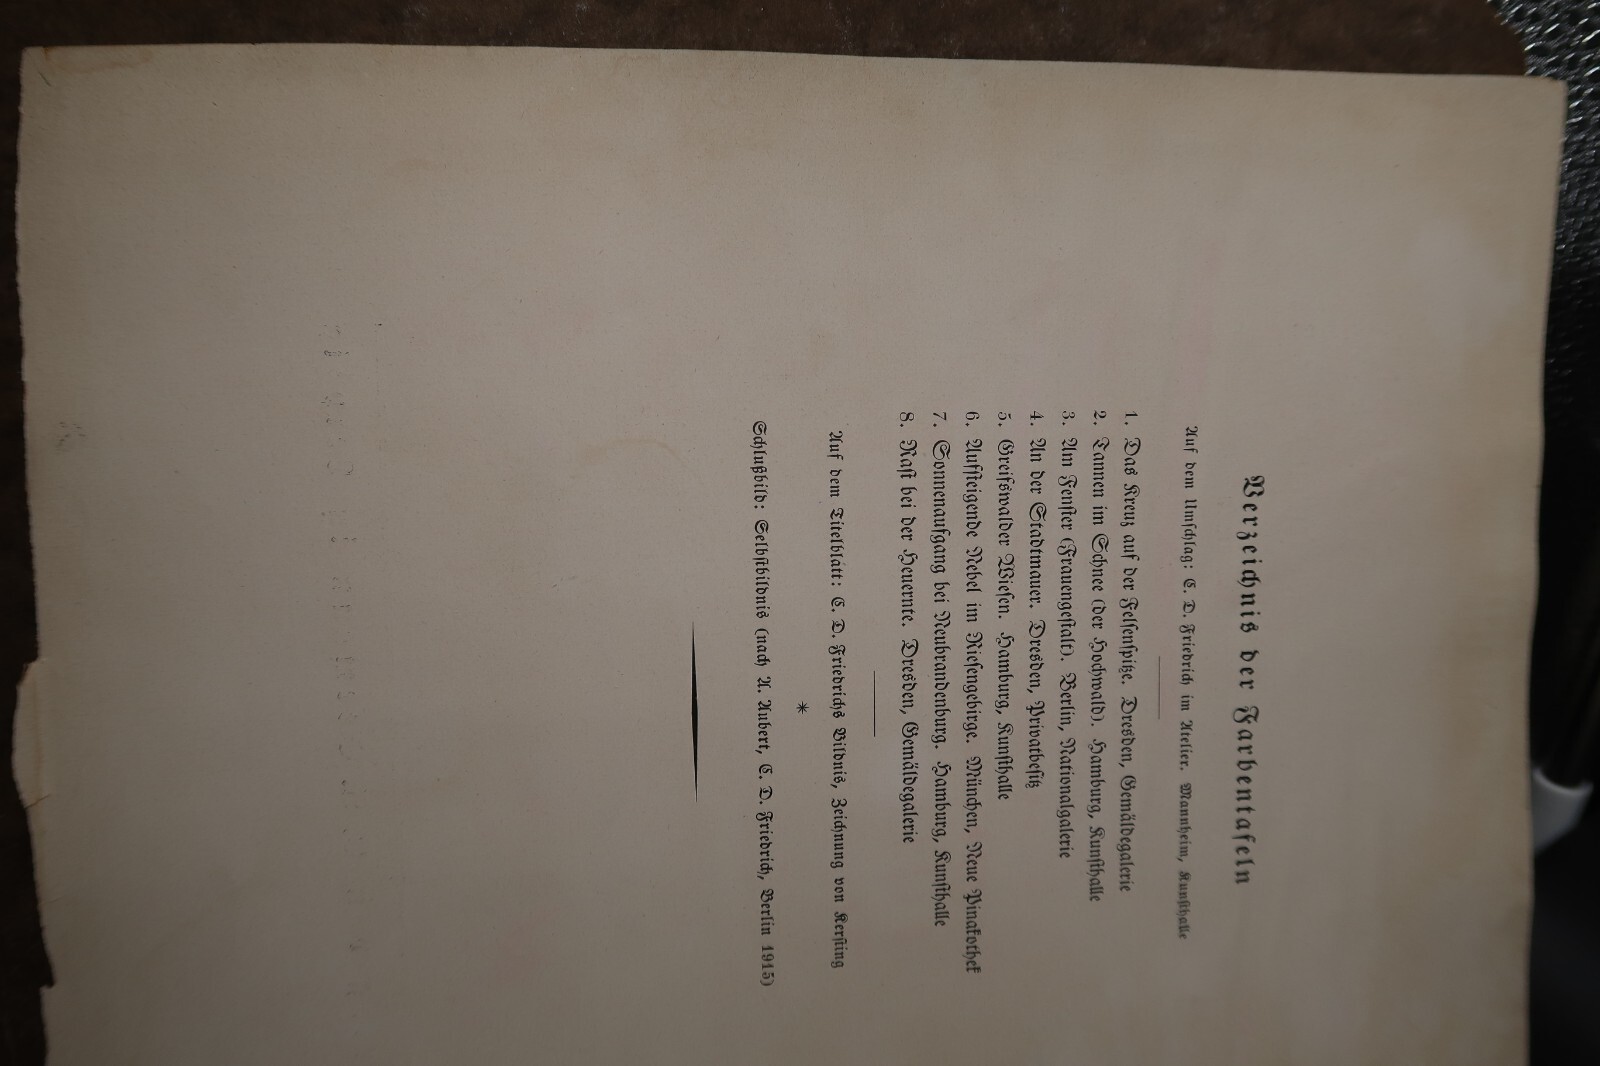 Verzeichnis der Farbentafeln
Auf dem Umschlag: C. D. Friedrich im Atelier. Mannheim, Kunsthalle
1. Das Kreuz auf der Felsenspitze. Dresden, Gemäldegalerie
2. Tannen im Schnee (der Hochwald). Hamburg, Kunsthalle
3. Am Fenster (Frauengestalt). Berlin, Nationalgalerie
4. An der Stadtmauer. Dresden, Privatbesitz
5. Greifswalder Wiesen. Hamburg, Kunsthalle
6. Aufsteigende Nebel im Riesengebirge. München, Neue Pinakothek
7. Sonnenaufgang bei Neubrandenburg. Hamburg, Kunsthalle
8. Rast bei der Heuernte. Dresden, Gemäldegalerie
Auf dem Titelblatt: C. D. Friedrichs Bildnis, Zeichnung von Kersting
*
Schlußbild: Selbstbildnis (nach A. Aubert, C. D. Friedrich, Berlin 1915)